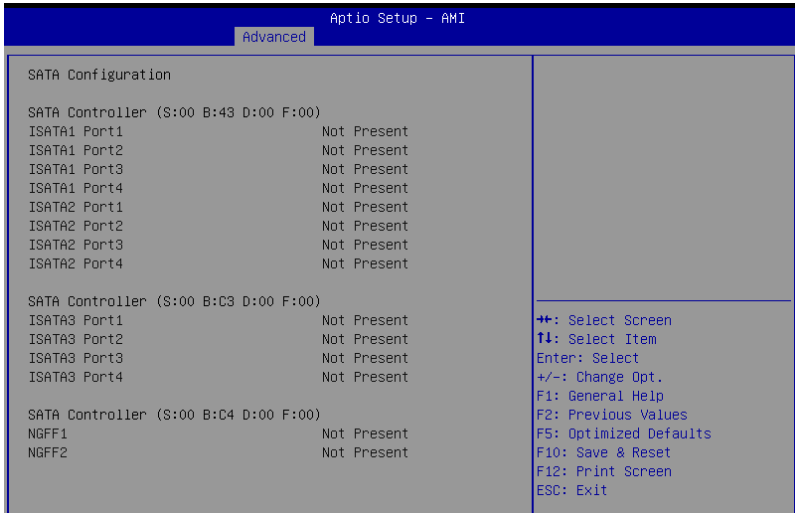 Aptio Setup - AMI
Advanced
SATA Configuration
SATA Controller (S:00 B:43 D:00 F:00)
ISATA1 Port1 Not Present
ISATA1 Port2 Not Present
ISATA1 Port3 Not Present
ISATA1 Port4 Not Present
ISATA2 Port1 Not Present
ISATA2 Port2 Not Present
ISATA2 Port3 Not Present
ISATA2 Port4 Not Present
SATA Controller (S:00 B:C3 D:00 F:00)
ISATA3 Port1 Not Present
ISATA3 Port2 Not Present
ISATA3 Port3 Not Present
ISATA3 Port4 Not Present
SATA Controller (S:00 B:C4 D:00 F:00)
NGFF1 Not Present
NGFF2 Not Present
→←: Select Screen
↑↓: Select Item
Enter: Select
+/-: Change Opt.
F1: General Help
F2: Previous Values
F5: Optimized Defaults
F10: Save & Reset
F12: Print Screen
ESC: Exit